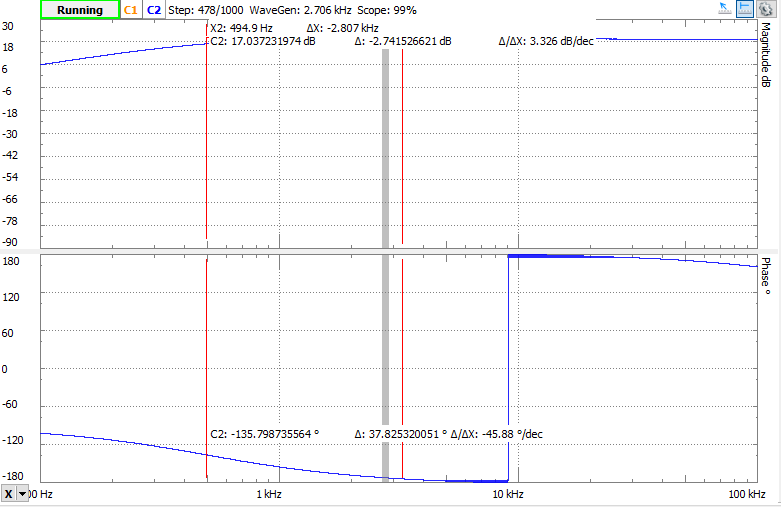 Running C1 C2 Step: 478/1000 WaveGen: 2.706 kHz Scope: 99%
X2: 494.9 Hz ΔX: -2.807 kHz
C2: 17.037231974 dB Δ: -2.741526621 dB Δ/ΔX: 3.326 dB/dec
30
18
6
-6
-18
-30
-42
-54
-66
-78
-90
Magnitude dB
180
120
60
0
-60
-120
-180
Phase °
C2: -135.798735564 ° Δ: 37.825320051 ° Δ/ΔX: -45.88 °/dec
X 00 Hz 1 kHz 10 kHz 100 kHz